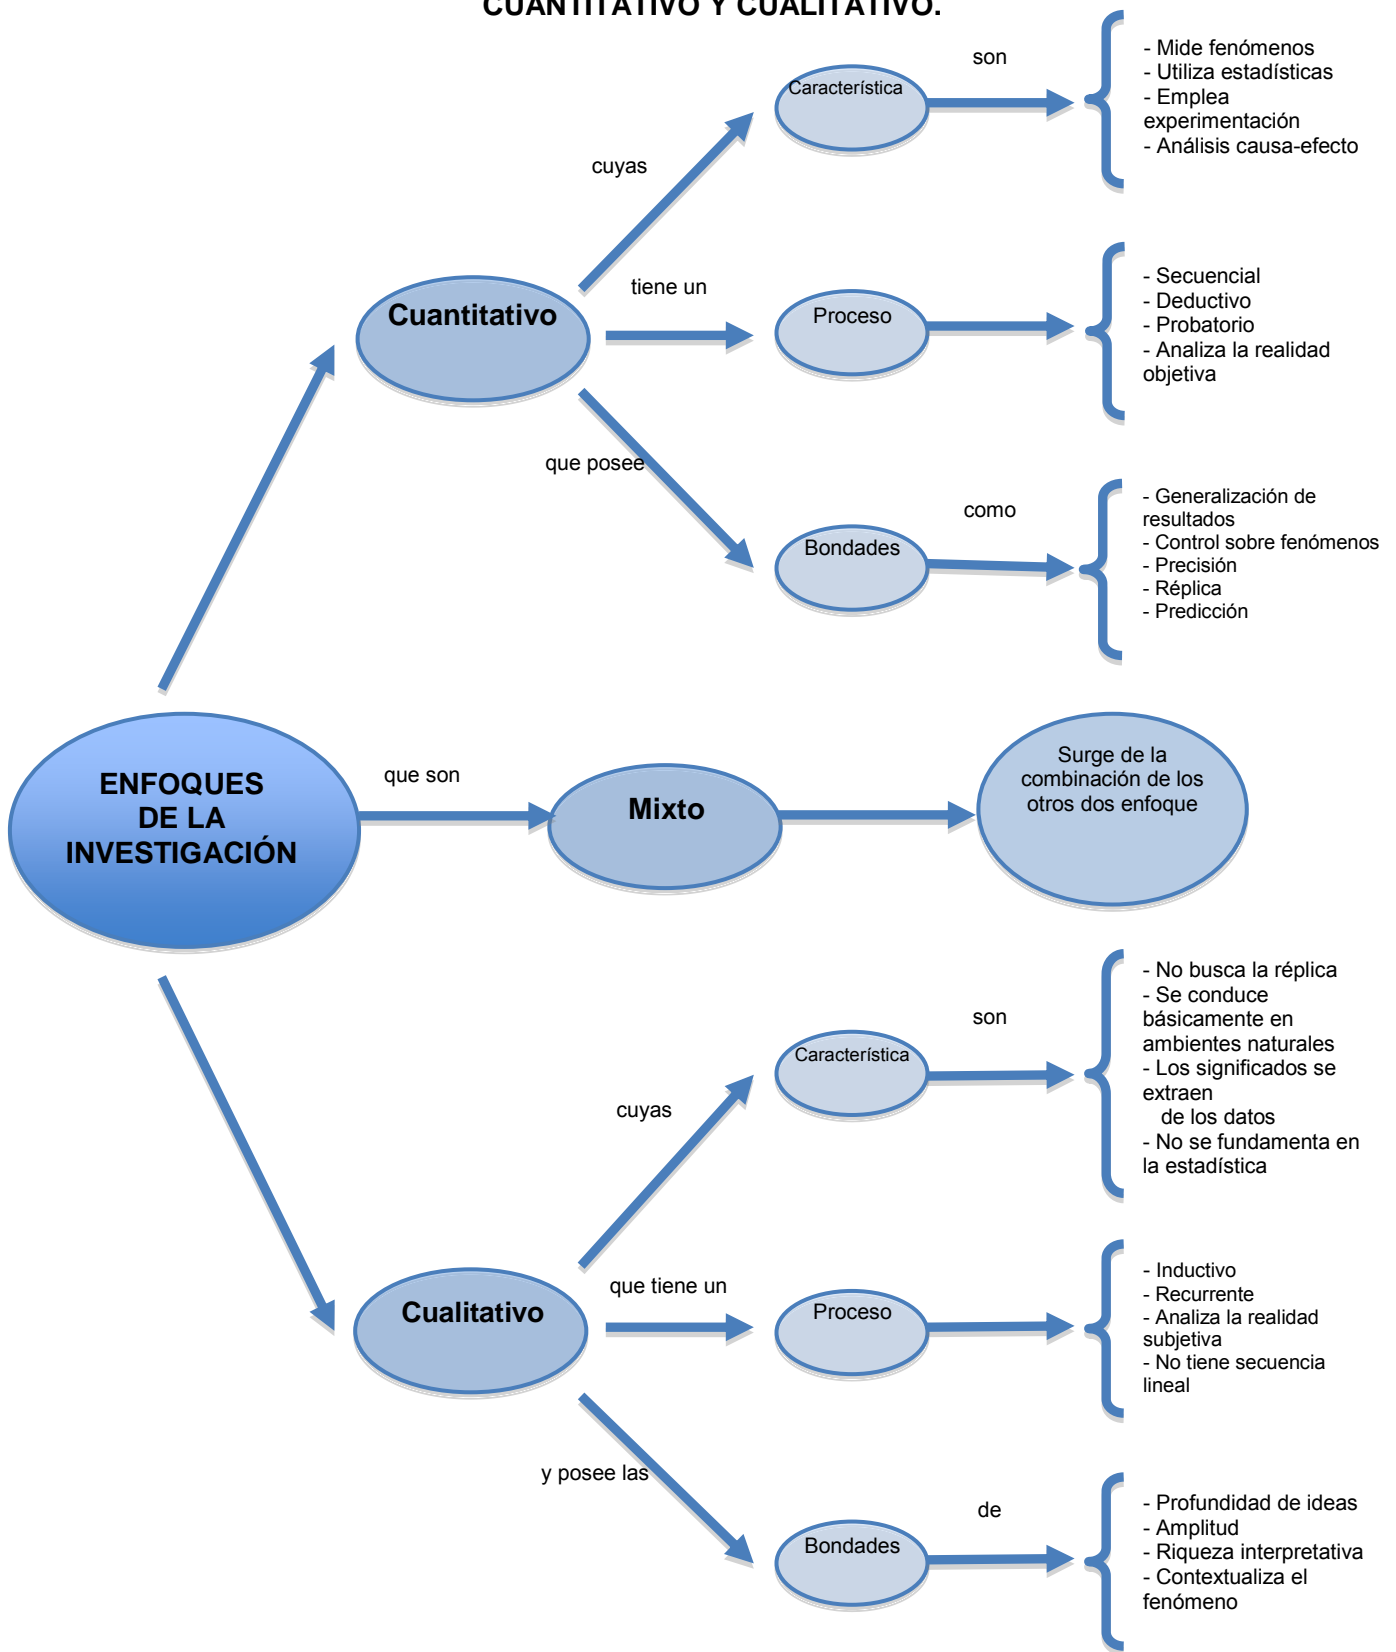 CUANTITATIVO Y CUALITATIVO.
son
Característica
- Mide fenómenos
- Utiliza estadísticas
- Emplea
experimentación
- Análisis causa-efecto
cuyas
Cuantitativo
tiene un
Proceso
- Secuencial
- Deductivo
- Probatorio
- Analiza la realidad
objetiva
que posee
como
Bondades
- Generalización de
resultados
- Control sobre fenómenos
- Precisión
- Réplica
- Predicción
ENFOQUES
DE LA
INVESTIGACIÓN
que son
Mixto
Surge de la
combinación de los
otros dos enfoque
son
Característica
- No busca la réplica
- Se conduce
básicamente en
ambientes naturales
- Los significados se
extraen
de los datos
- No se fundamenta en
la estadística
cuyas
Cualitativo
que tiene un
Proceso
- Inductivo
- Recurrente
- Analiza la realidad
subjetiva
- No tiene secuencia
lineal
y posee las
de
Bondades
- Profundidad de ideas
- Amplitud
- Riqueza interpretativa
- Contextualiza el
fenómeno